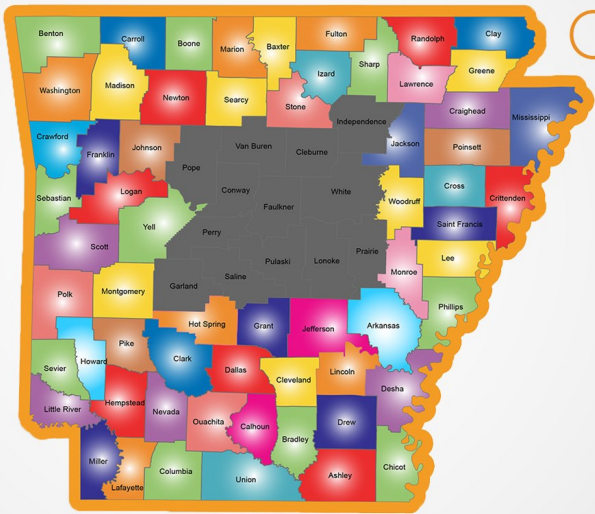 Benton
Carroll
Boone
Marion
Baxter
Fulton
Randolph
Clay
Sharp
Izard
Greene
Lawrence
Washington
Madison
Newton
Searcy
Stone
Independence
Craighead
Mississippi
Crawford
Franklin
Johnson
Van Buren
Cleburne
Jackson
Poinsett
Pope
Logan
Conway
White
Cross
Crittenden
Sebastian
Woodruff
Faulkner
Yell
Saint Francis
Perry
Scott
Prairie
Lee
Pulaski
Lonoke
Monroe
Saline
Garland
Polk
Montgomery
Phillips
Hot Spring
Grant
Jefferson
Arkansas
Pike
Clark
Howard
Sevier
Dallas
Lincoln
Cleveland
Desha
Hempstead
Little River
Nevada
Ouachita
Calhoun
Drew
Bradley
Miller
Chicot
Columbia
Union
Ashley
Lafayette